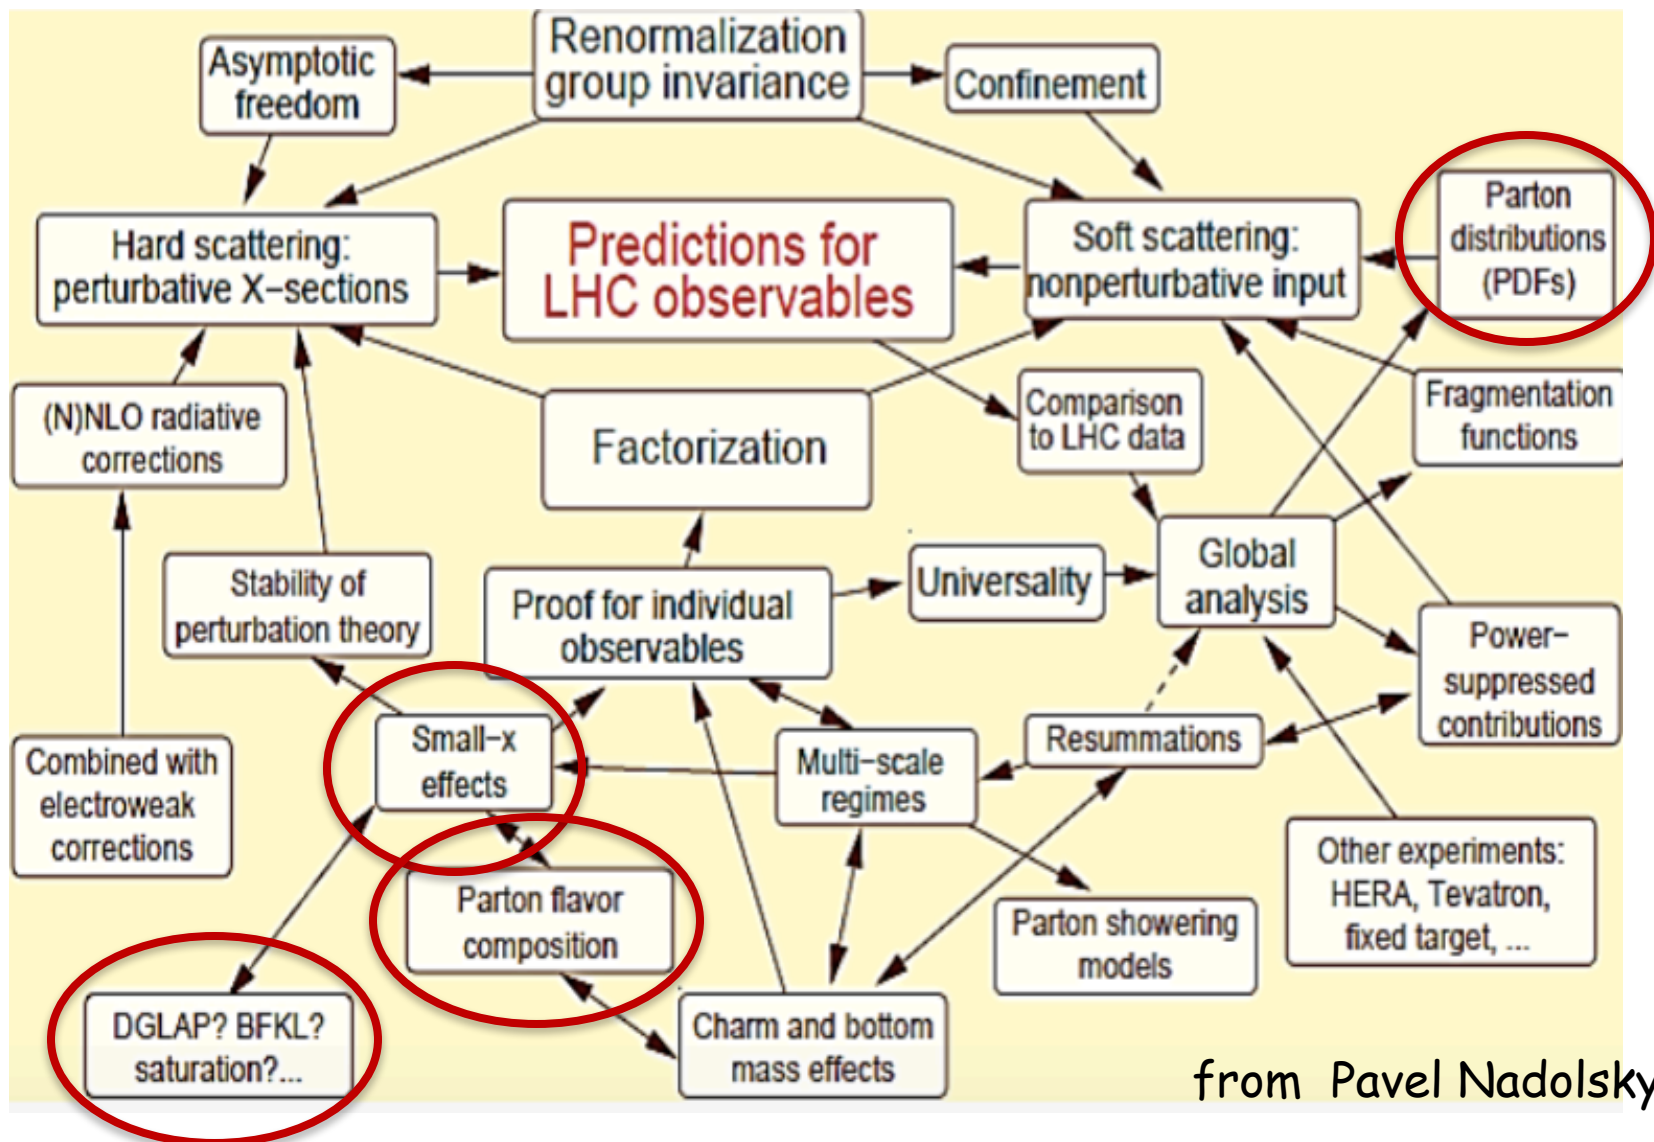 Renormalization
group invariance
Asymptotic
freedom
Confinement
Parton
distributions
(PDFs)
Hard scattering:
perturbative X−sections
Predictions for
LHC observables
Soft scattering:
nonperturbative input
(N)NLO radiative
corrections
Factorization
Comparison
to LHC data
Fragmentation
functions
Stability of
perturbation theory
Proof for individual
observables
Universality
Global
analysis
Power−
suppressed
contributions
Small−x
effects
Multi−scale
regimes
Resummations
Combined with
electroweak
corrections
Parton flavor
composition
Parton showering
models
Other experiments:
HERA, Tevatron,
fixed target, ...
DGLAP? BFKL?
saturation?...
Charm and bottom
mass effects
from Pavel Nadolsky